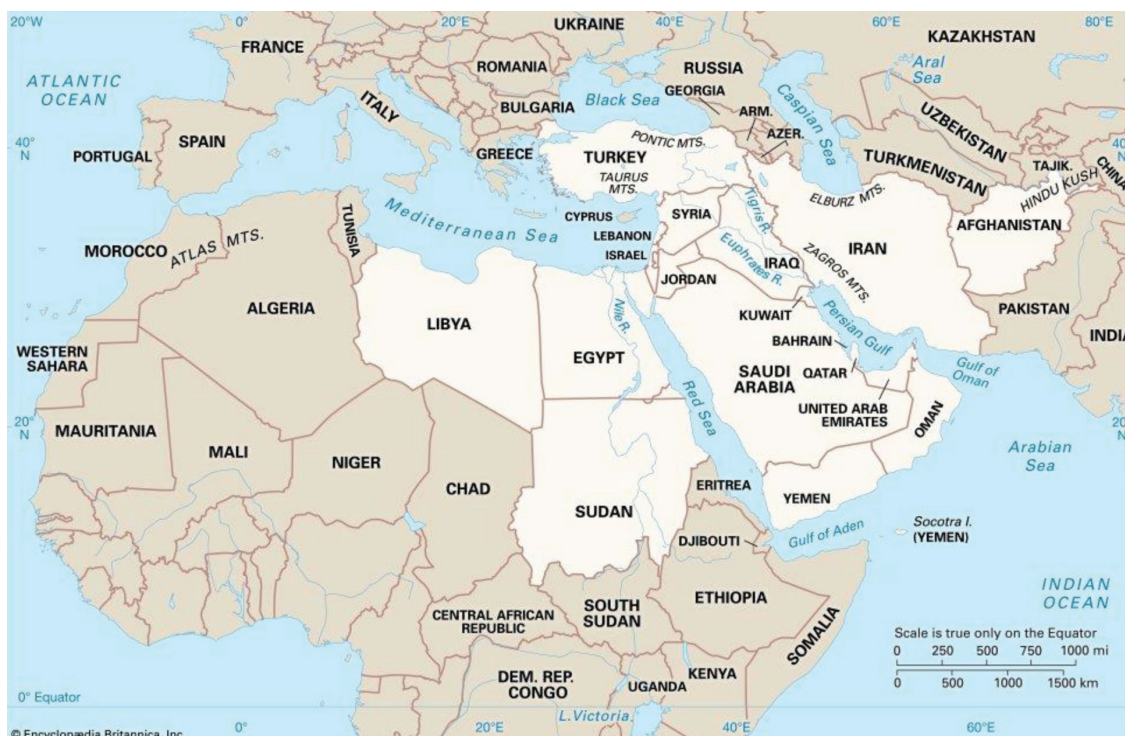 20°W
0°
20°E
40°E
60°E
80°E
UKRAINE
KAZAKHSTAN
FRANCE
ATLANTIC
OCEAN
ROMANIA
RUSSIA
Aral
Sea
GEORGIA
ITALY
BULGARIA
Black Sea
ARM.
Caspian Sea
UZBEKISTAN
AZER.
SPAIN
PORTUGAL
40°
N
GREECE
TURKEY
PONTIC MTS.
TAURUS
MTS.
TURKMENISTAN
TAJIK.
CHINA
40°
N
HINDU KUSH
ELBURZ MTS.
TUNISIA
Mediterranean Sea
CYPRUS
SYRIA
Tigris R.
AFGHANISTAN
LEBANON
ISRAEL
MOROCCO
ATLAS MTS.
IRAN
Euphrates R.
IRAQ
ZAGROS MTS.
JORDAN
ALGERIA
LIBYA
Nile R.
KUWAIT
PAKISTAN
Persian Gulf
WESTERN
SAHARA
EGYPT
BAHRAIN
INDIA
SAUDI
ARABIA
QATAR
Gulf of
Oman
Red Sea
UNITED ARAB
EMIRATES
OMAN
20°
N
20°
N
MAURITANIA
MALI
NIGER
CHAD
Arabian
Sea
ERITREA
YEMEN
SUDAN
Socotra I.
(YEMEN)
DJIBOUTI
Gulf of Aden
ETHIOPIA
INDIAN
OCEAN
CENTRAL AFRICAN
REPUBLIC
SOUTH
SUDAN
SOMALIA
Scale is true only on the Equator
0 250 500 750 1000 mi
0 500 1000 1500 km
DEM. REP.
CONGO
UGANDA
KENYA
0° Equator
L.Victoria.
0°
20°E
40°E
60°E
© Encyclopædia Britannica, Inc.